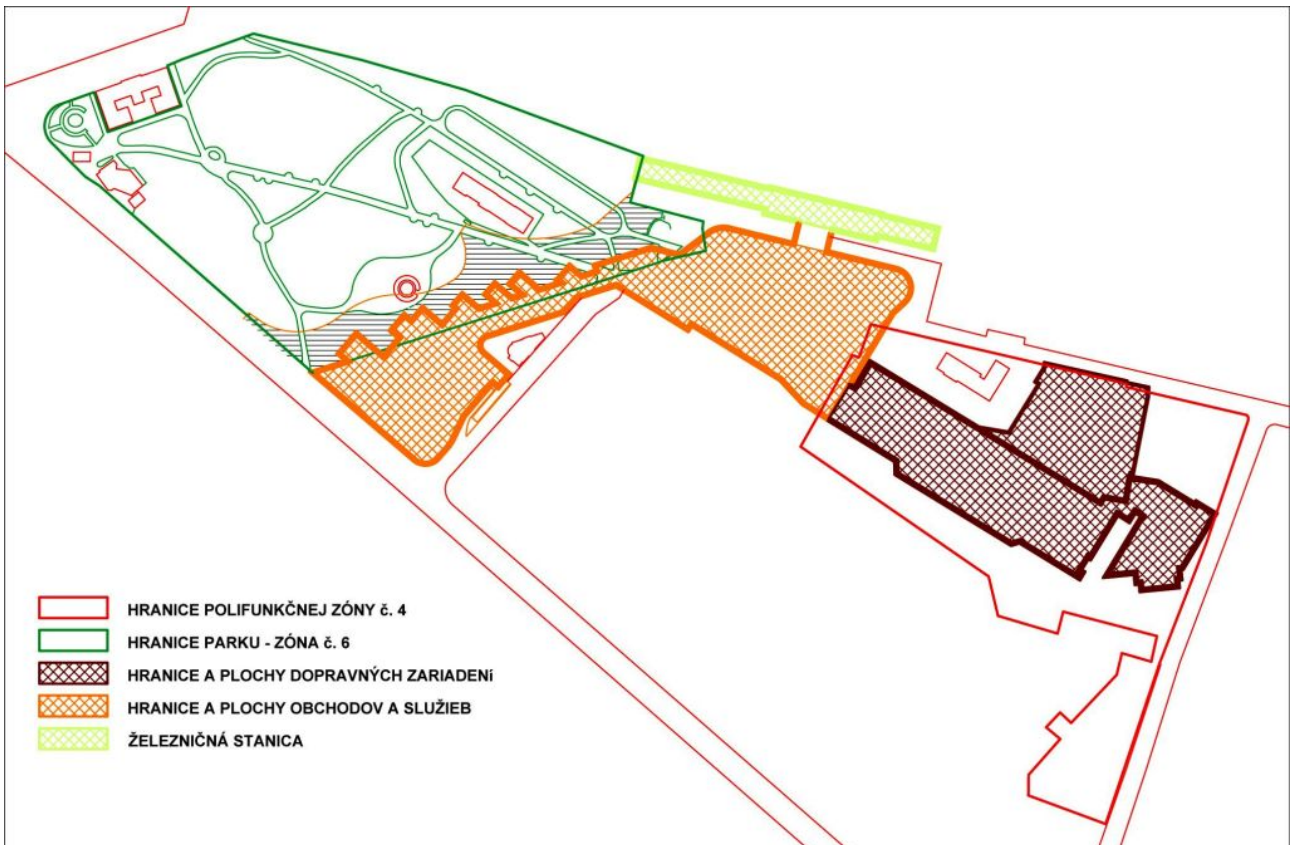 HRANICE POLIFUNKČNEJ ZÓNY č. 4
HRANICE PARKU - ZÓNA č. 6
HRANICE A PLOCHY DOPRAVNÝCH ZARIADENÍ
HRANICE A PLOCHY OBCHODOV A SLUŽIEB
ŽELEZNIČNÁ STANICA